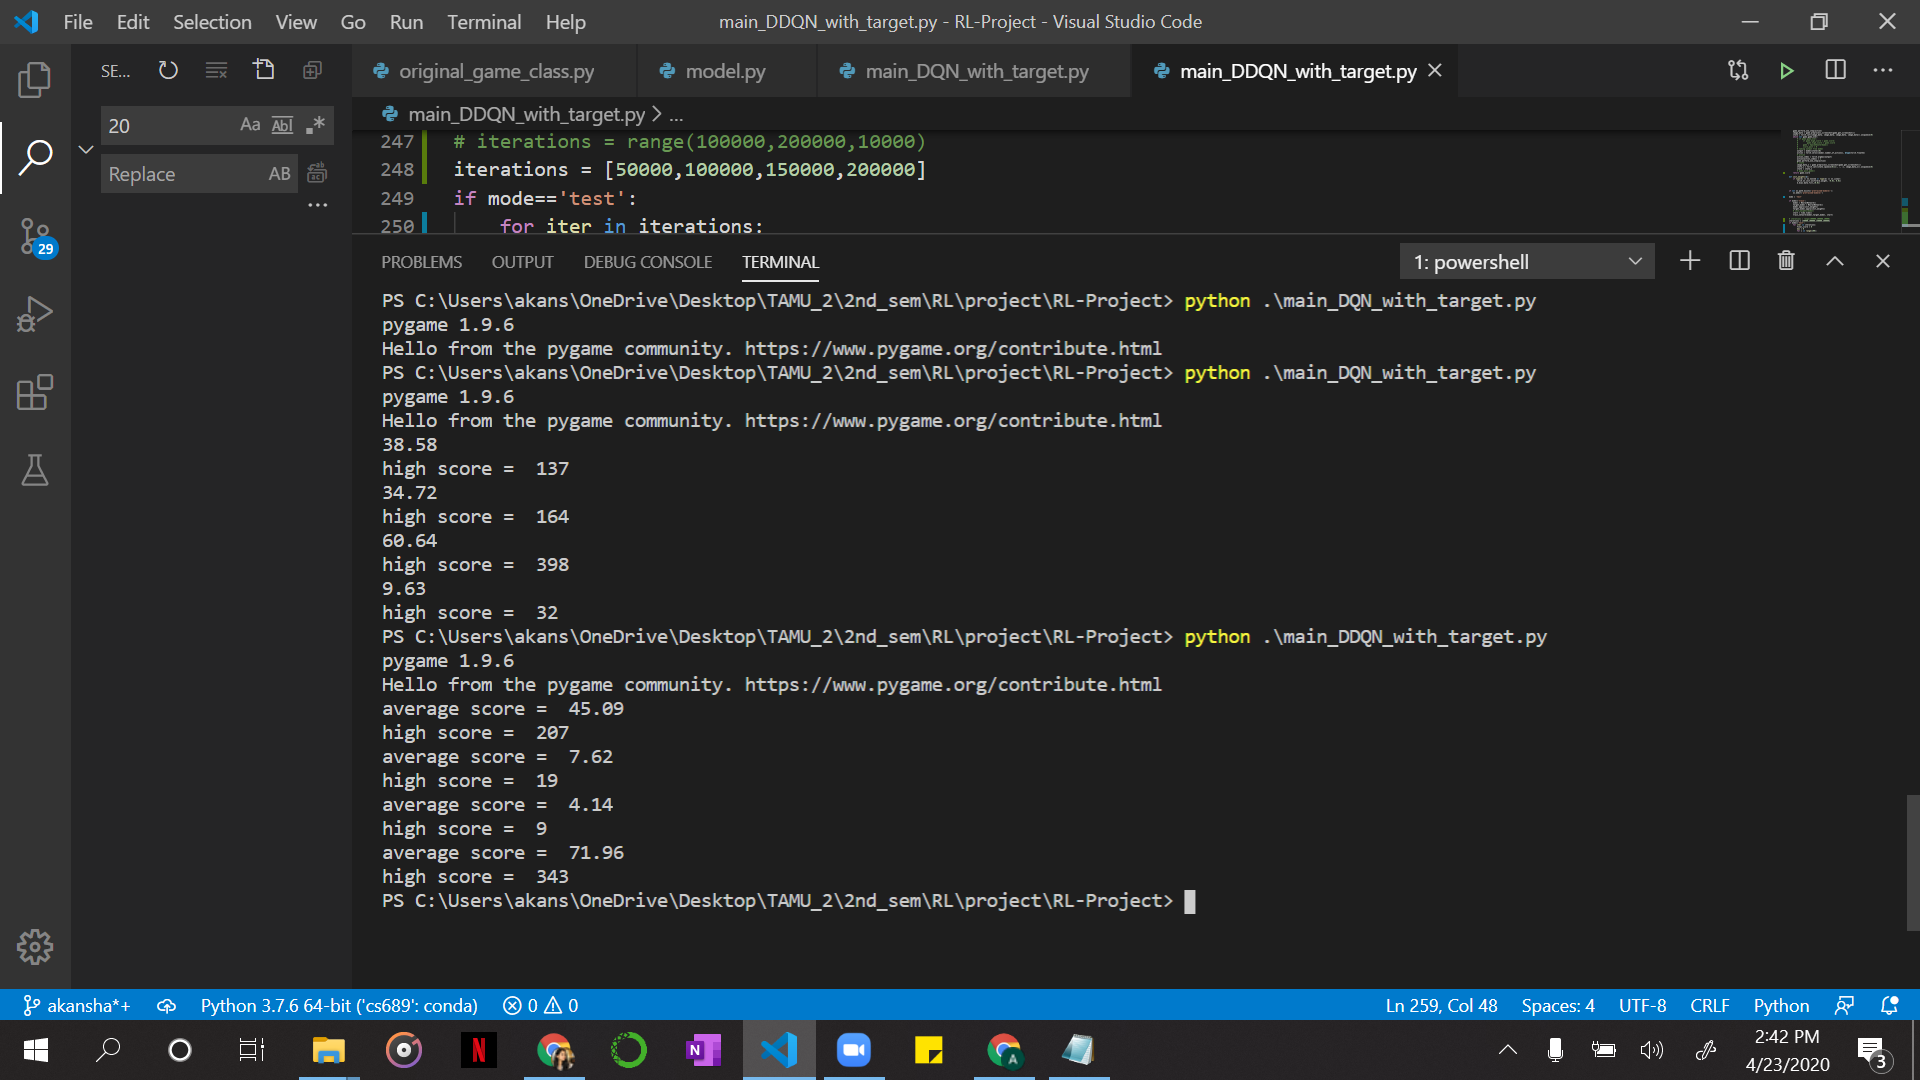 File Edit Selection View Go Run Terminal Help
main_DDQN_with_target.py - RL-Project - Visual Studio Code
SE...
original_game_class.py
model.py
main_DQN_with_target.py
main_DDQN_with_target.py
20
Aa Abl .*
Replace
AB
...
29
main_DDQN_with_target.py > ...
247 # iterations = range(100000,200000,10000)
248 iterations = [50000,100000,150000,200000]
249 if mode=='test':
250 for iter in iterations:
PROBLEMS OUTPUT DEBUG CONSOLE TERMINAL
1: powershell
PS C:\Users\akans\OneDrive\Desktop\TAMU_2\2nd_sem\RL\project\RL-Project> python .\main_DQN_with_target.py
pygame 1.9.6
Hello from the pygame community. https://www.pygame.org/contribute.html
PS C:\Users\akans\OneDrive\Desktop\TAMU_2\2nd_sem\RL\project\RL-Project> python .\main_DQN_with_target.py
pygame 1.9.6
Hello from the pygame community. https://www.pygame.org/contribute.html
38.58
high score =  137
34.72
high score =  164
60.64
high score =  398
9.63
high score =  32
PS C:\Users\akans\OneDrive\Desktop\TAMU_2\2nd_sem\RL\project\RL-Project> python .\main_DDQN_with_target.py
pygame 1.9.6
Hello from the pygame community. https://www.pygame.org/contribute.html
average score =  45.09
high score =  207
average score =  7.62
high score =  19
average score =  4.14
high score =  9
average score =  71.96
high score =  343
PS C:\Users\akans\OneDrive\Desktop\TAMU_2\2nd_sem\RL\project\RL-Project>
akansha*+
Python 3.7.6 64-bit ('cs689': conda)
0 0
Ln 259, Col 48
Spaces: 4
UTF-8
CRLF
Python
N
N
A
2:42 PM
4/23/2020
3